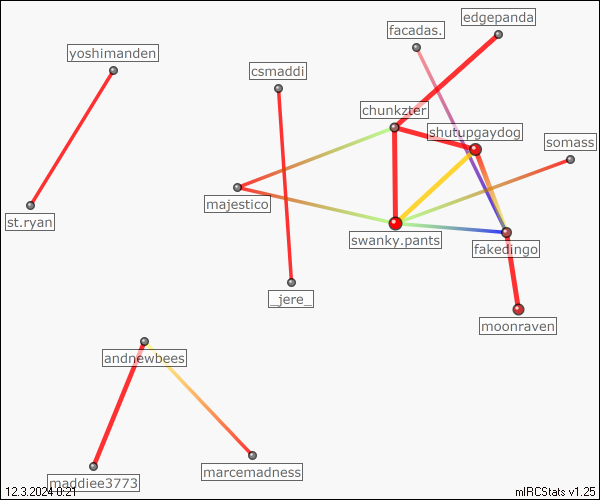 edgepanda
facadas.
yoshimanden
csmaddi
chunkzter
shutupgaydog
somass
majestico
st.ryan
swanky.pants
fakedingo
_jere_
moonraven
andnewbees
marcemadness
maddiee3773
12.3.2024 0:21
mIRCStats v1.25